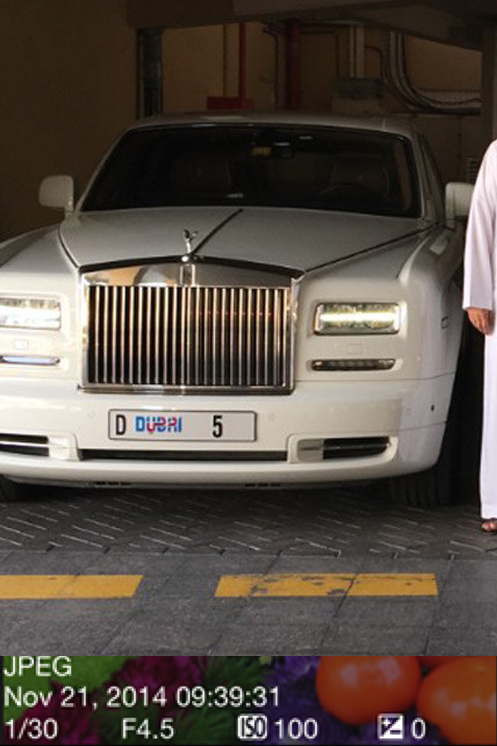 D DUBAI 5
JPEG
Nov 21, 2014 09:39:31
1/30 F4.5 ISO 100 0